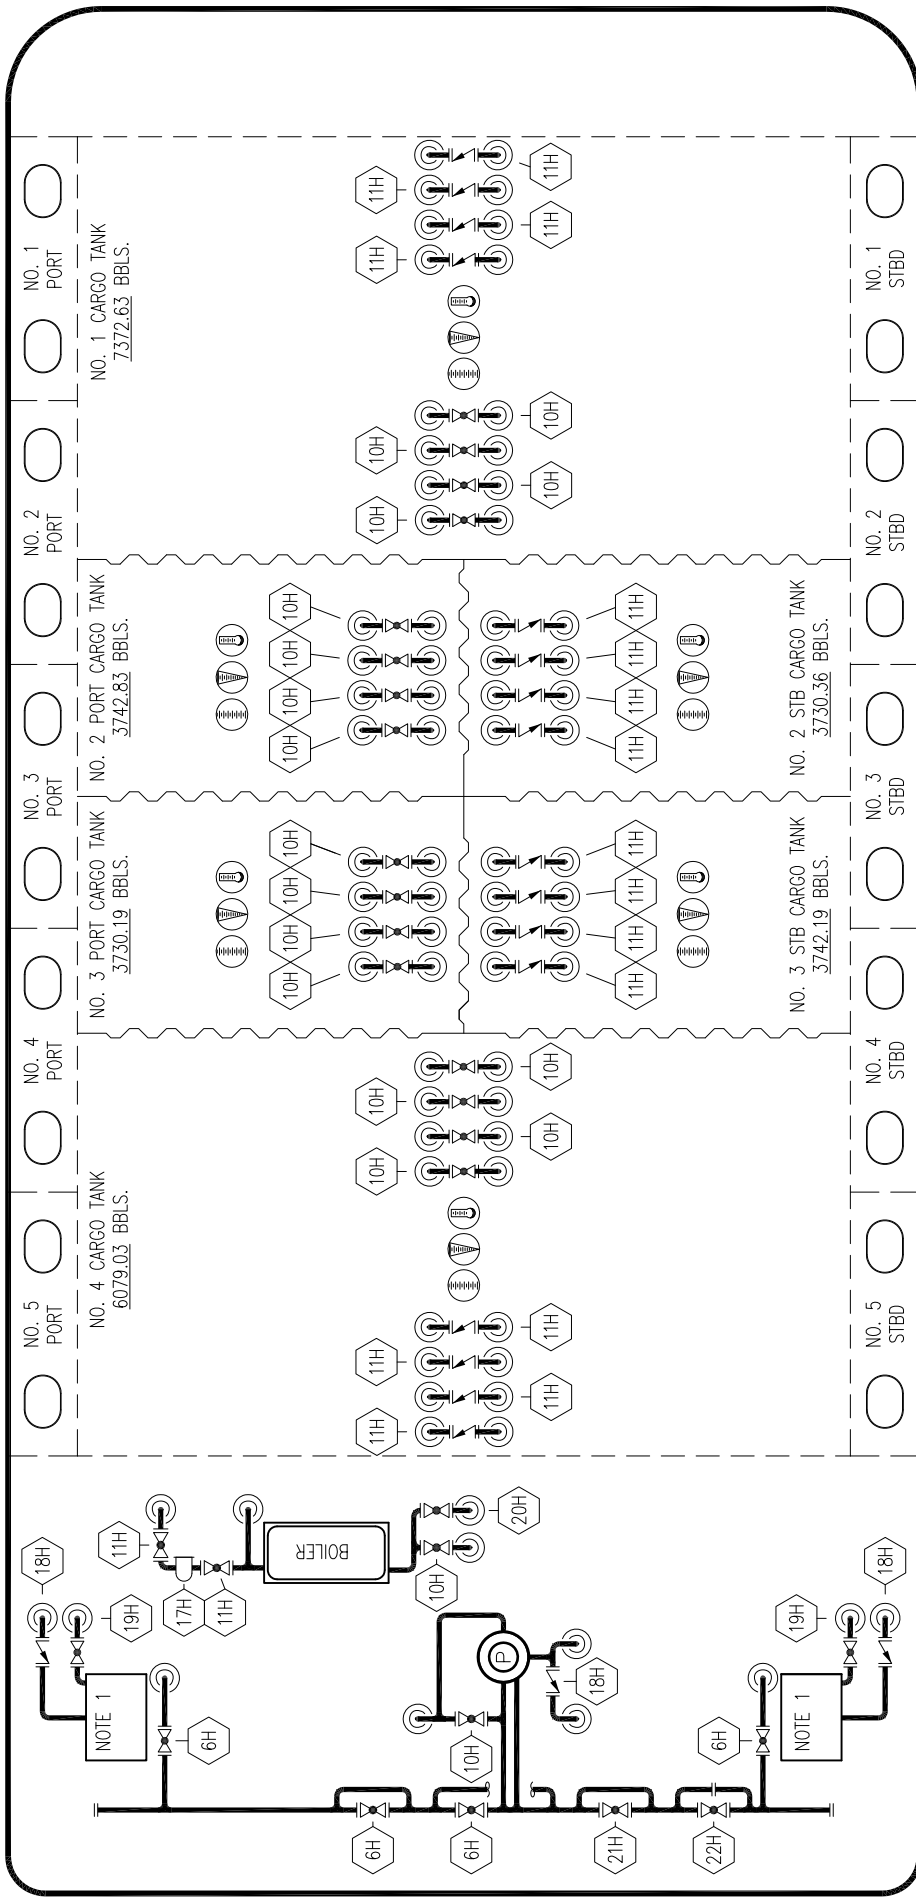 NO. 5
PORT
NO. 4
PORT
NO. 3
PORT
NO. 2
PORT
NO. 1
PORT
18H
NO. 4 CARGO TANK
6079.03 BBLS.
NO. 3 PORT CARGO TANK
3730.19 BBLS.
NO. 2 PORT CARGO TANK
3742.83 BBLS.
NO. 1 CARGO TANK
7372.63 BBLS.
NOTE 1
19H
11H
17H
11H
6H
10H
10H
10H
10H
10H
10H
10H
10H
BOILER
6H
11H
11H
10H
10H
10H
10H
11H
11H
10H
6H
10H
P
20H
11H
11H
10H
10H
10H
10H
11H
11H
18H
21H
11H
11H
11H
11H
11H
11H
11H
11H
22H
6H
NO. 3 STB CARGO TANK
3742.19 BBLS.
NO. 2 STB CARGO TANK
3730.36 BBLS.
NOTE 1
19H
18H
NO. 5
STBD
NO. 4
STBD
NO. 3
STBD
NO. 2
STBD
NO. 1
STBD